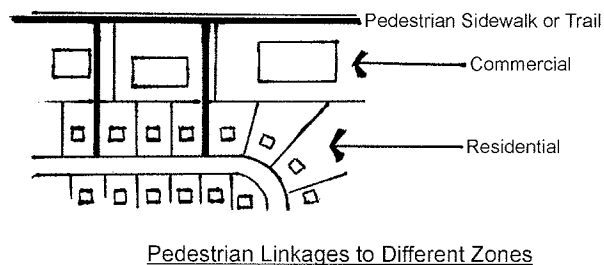 Pedestrian Sidewalk or Trail
Commercial
Residential
Pedestrian Linkages to Different Zones